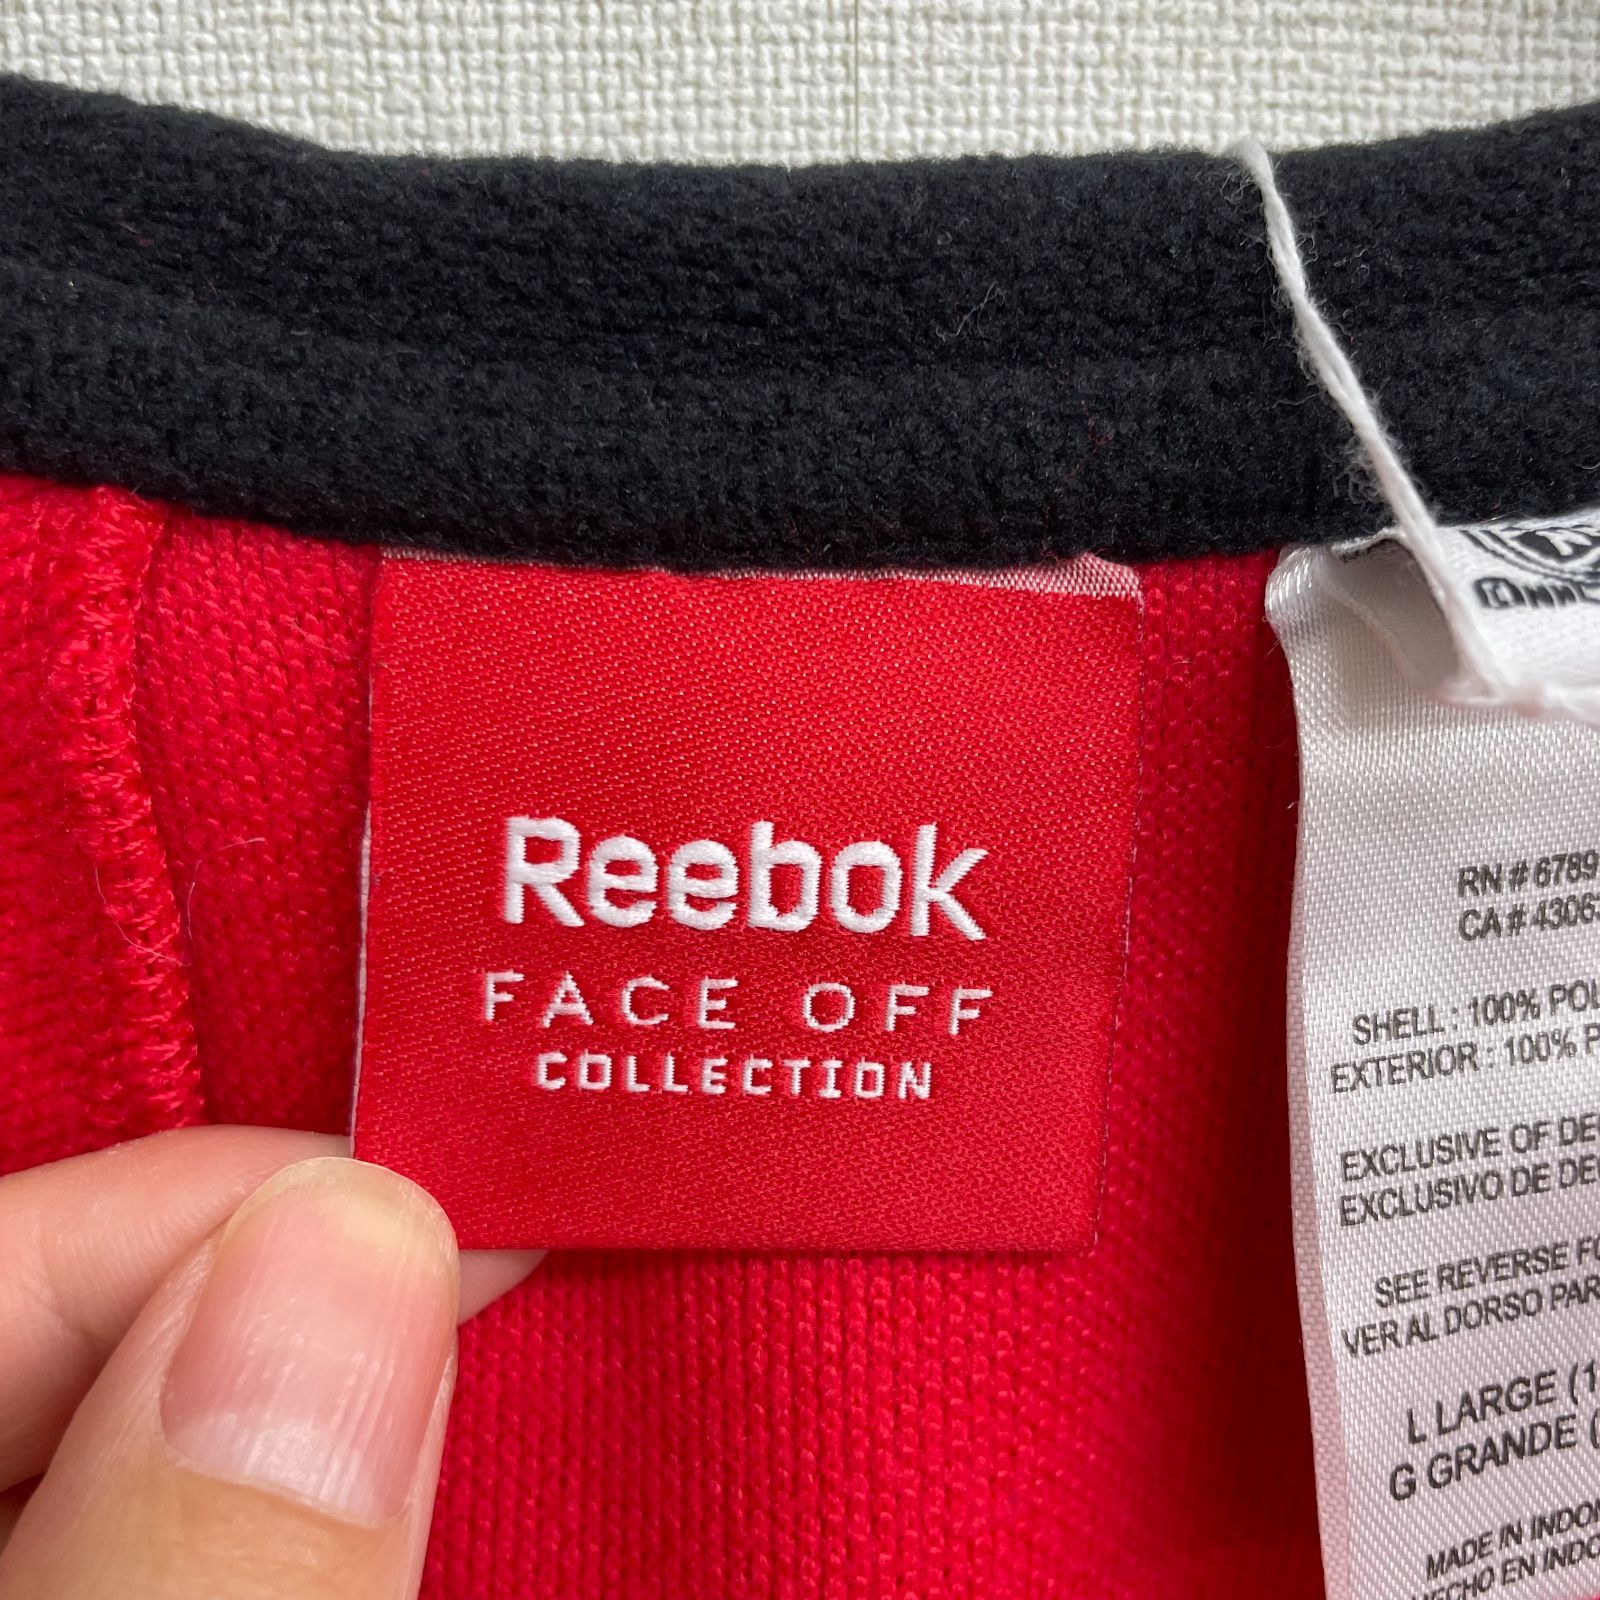 Reebok
FACE OFF
COLLECTION
RN # 6789
CA # 4306
SHELL : 100% POL
EXTERIOR : 100% P
EXCLUSIVE OF DE
EXCLUSIVO DE DE
SEE REVERSE FO
VER AL DORSO PAR
L LARGE (1
G GRANDE (
MADE IN INDO
HECHO EN INDO